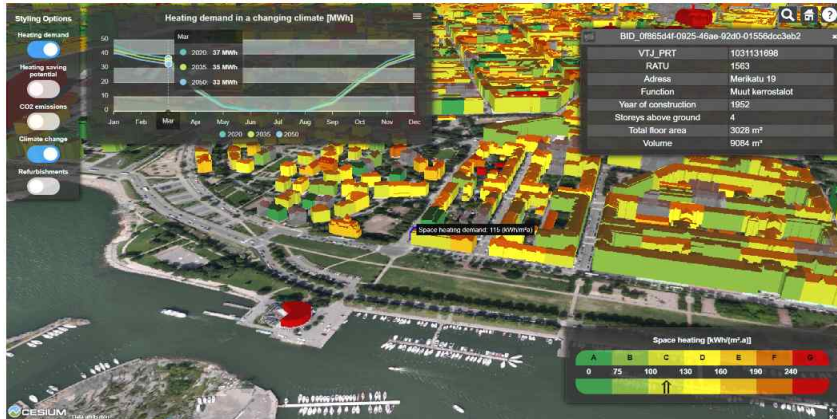 Styling Options
Heating demand
Heating saving potential
CO2 emissions
Climate change
Refurbishments
Heating demand in a changing climate [MWh]
50
40
30
20
10
0
Mar
2020: 37 MWh
2035: 35 MWh
2050: 33 MWh
Jan Feb Mar Apr May Jun Jul Aug Sep Oct Nov Dec
2020 2035 2050
BID_0f865d4f-0925-46ae-92d0-01556dcc3eb2
VTJ_PRT 1031131698
RATU 1563
Adress Merikatu 19
Function Muut kerrostalot
Year of construction 1952
Storeys above ground 4
Total floor area 3028 m²
Volume 9084 m³
Space heating demand: 115 (kWh/m²a)
Space heating [kWh/(m².a)]
A B C D E F G
0 75 100 130 160 190 240
CESIUM